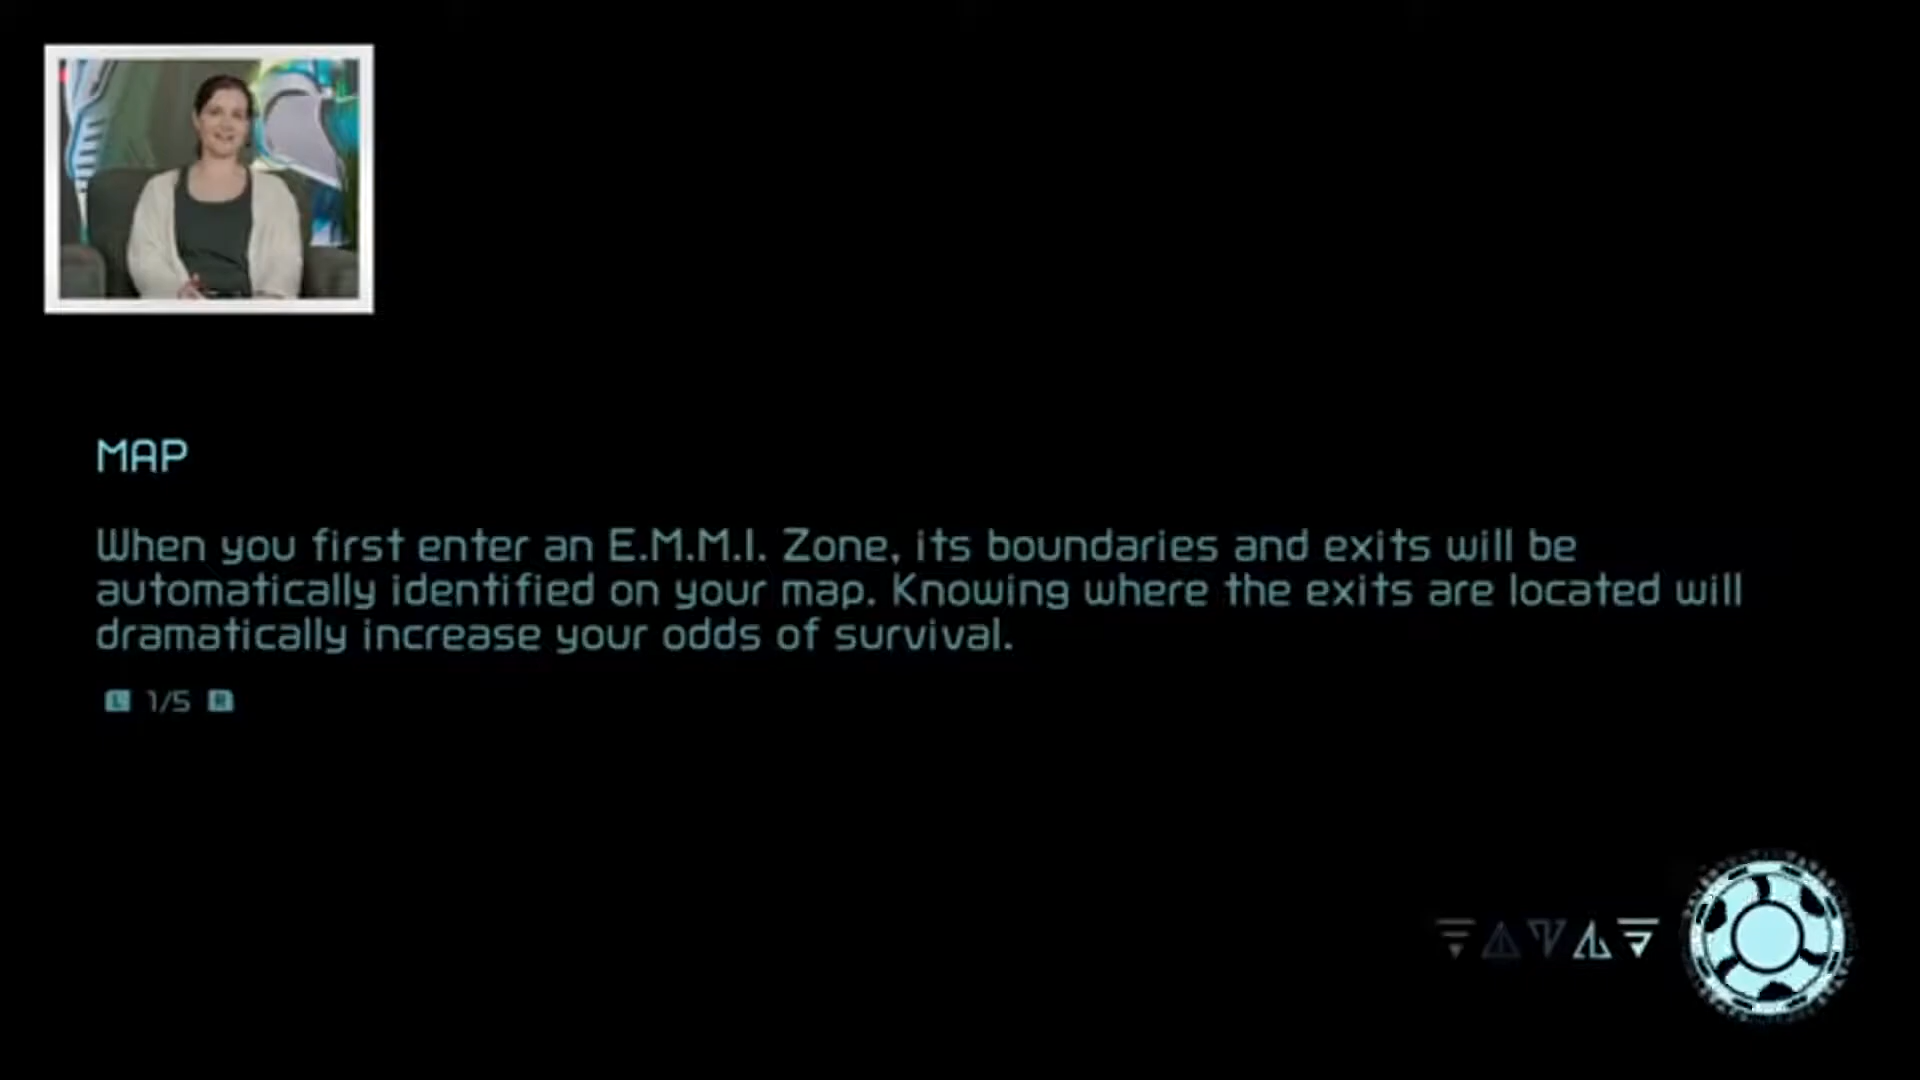 MAP
When you first enter an E.M.M.I. Zone, its boundaries and exits will be
automatically identified on your map. Knowing where the exits are located will
dramatically increase your odds of survival.
L 1/5 R